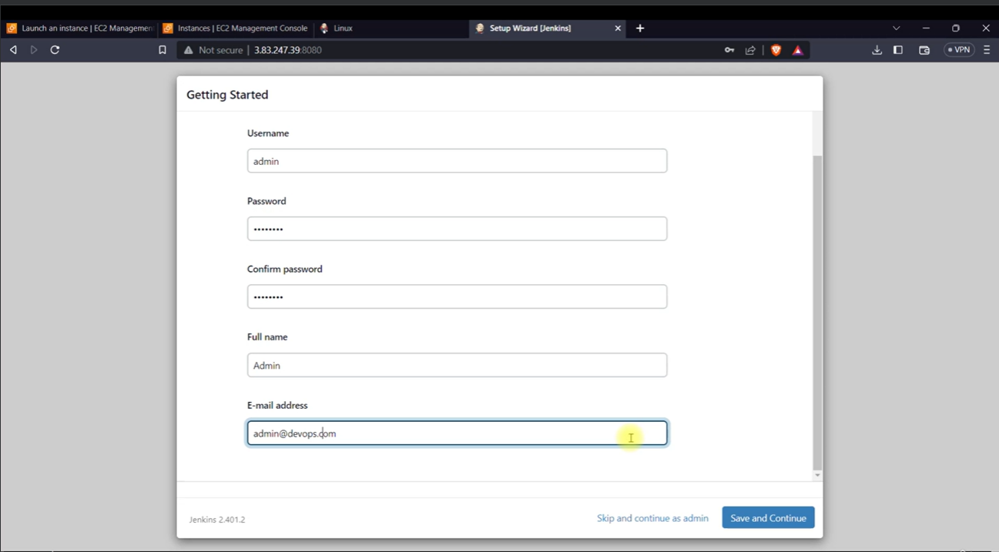 Launch an instance | EC2 Managemen
Instances | EC2 Management Console
Linux
Setup Wizard [Jenkins]
Not secure | 3.83.247.39:8080
VPN
Getting Started
Username
admin
Password
••••••••
Confirm password
••••••••
Full name
Admin
E-mail address
admin@devops.com
Jenkins 2.401.2
Skip and continue as admin
Save and Continue